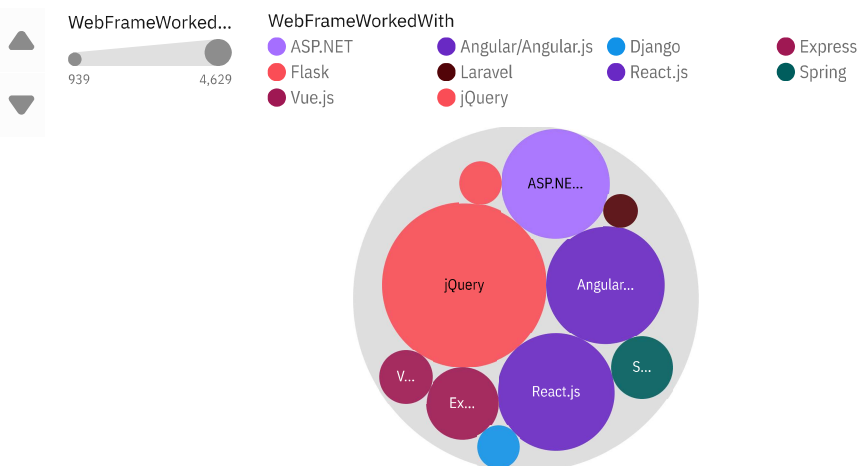 WebFrameWorked...
939
4,629
WebFrameWorkedWith
ASP.NET
Angular/Angular.js
Django
Express
Flask
Laravel
React.js
Spring
Vue.js
jQuery
ASP.NE...
jQuery
Angular...
V...
Ex...
React.js
S...